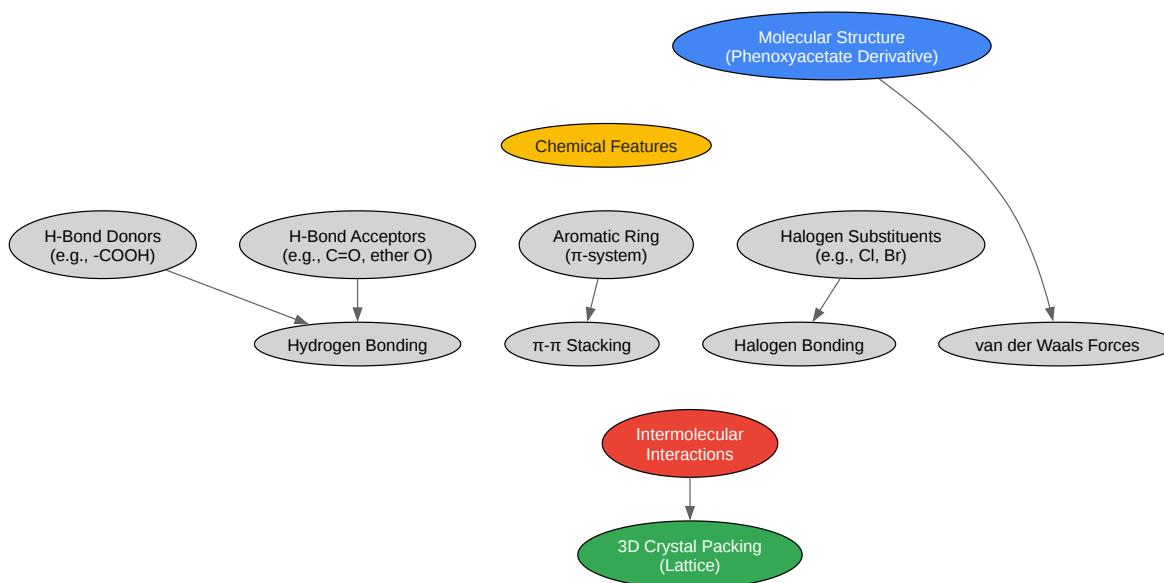 Molecular Structure
(Phenoxyacetate Derivative)
Chemical Features
H-Bond Donors
(e.g., -COOH)
H-Bond Acceptors
(e.g., C=O, ether O)
Aromatic Ring
(π-system)
Halogen Substituents
(e.g., Cl, Br)
Hydrogen Bonding
π-π Stacking
Halogen Bonding
van der Waals Forces
Intermolecular
Interactions
3D Crystal Packing
(Lattice)